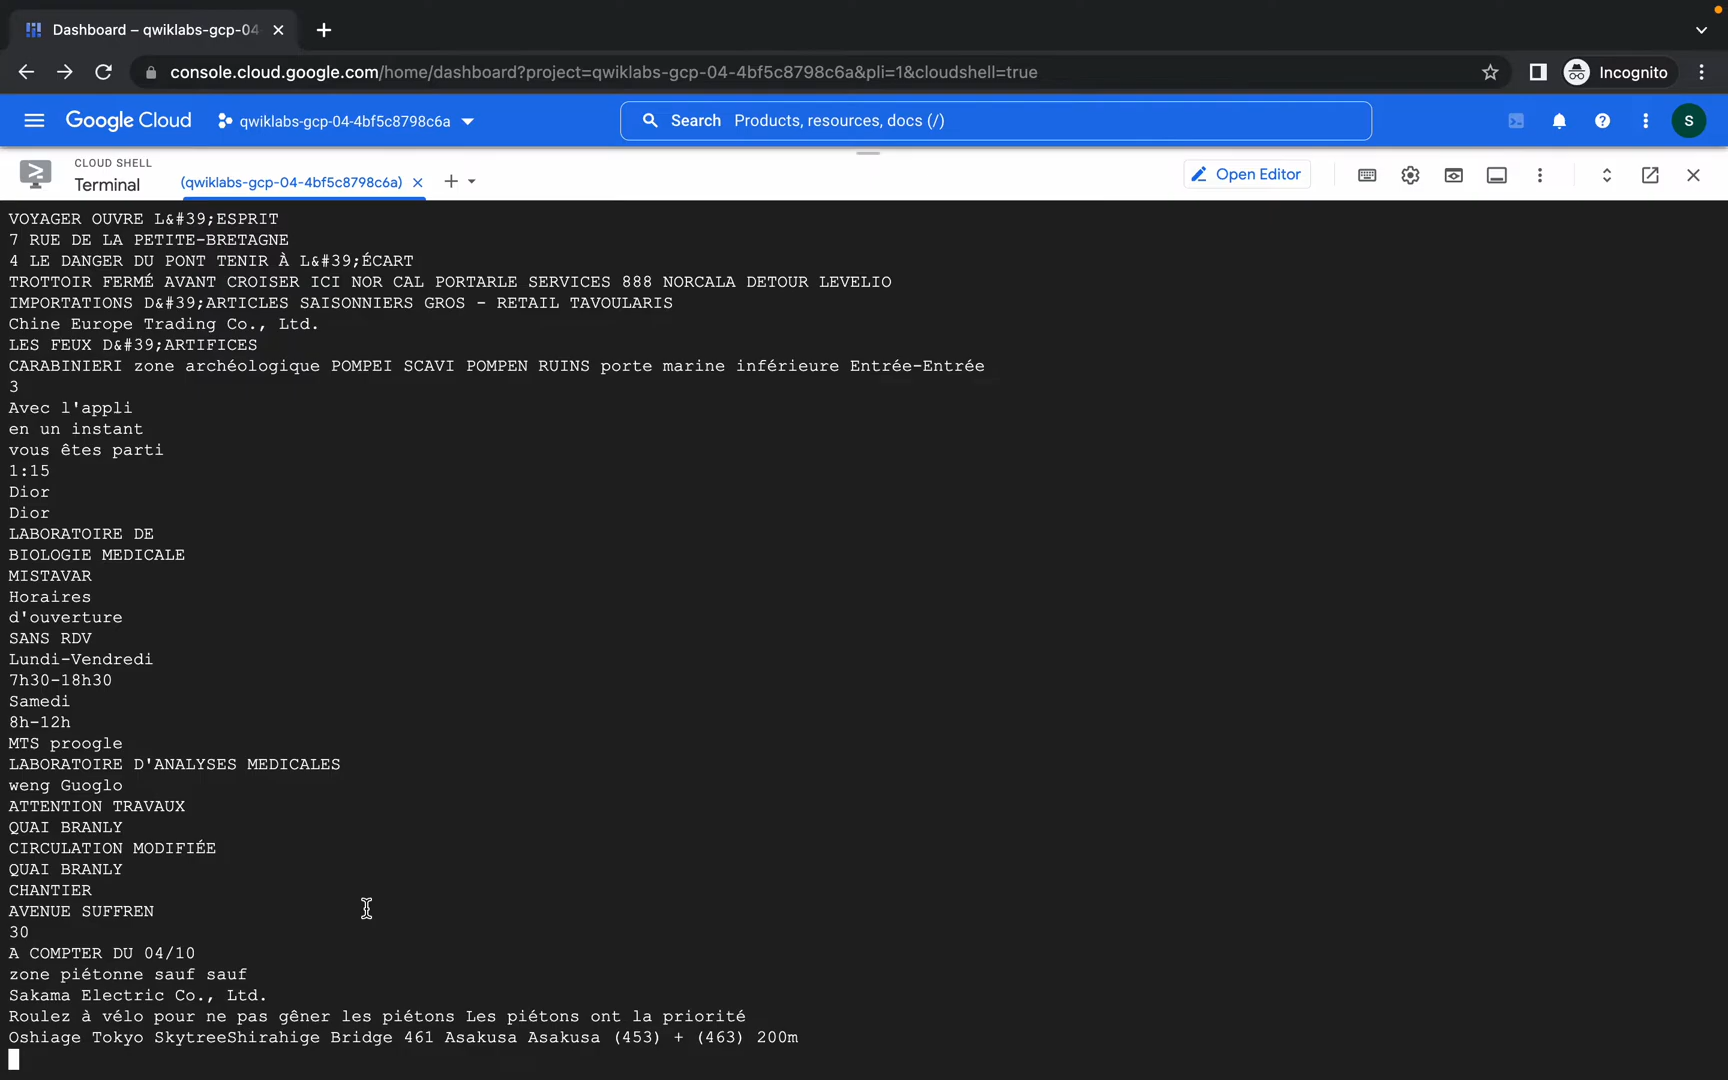 Dashboard – qwiklabs-gcp-04
console.cloud.google.com/home/dashboard?project=qwiklabs-gcp-04-4bf5c8798c6a&pli=1&cloudshell=true
Incognito
Google Cloud
qwiklabs-gcp-04-4bf5c8798c6a
Search Products, resources, docs (/)
S
CLOUD SHELL
Terminal
(qwiklabs-gcp-04-4bf5c8798c6a)
Open Editor
VOYAGER OUVRE L&#39;ESPRIT
7 RUE DE LA PETITE-BRETAGNE
4 LE DANGER DU PONT TENIR À L&#39;ÉCART
TROTTOIR FERMÉ AVANT CROISER ICI NOR CAL PORTARLE SERVICES 888 NORCALA DETOUR LEVELIO
IMPORTATIONS D&#39;ARTICLES SAISONNIERS GROS - RETAIL TAVOULARIS
Chine Europe Trading Co., Ltd.
LES FEUX D&#39;ARTIFICES
CARABINIERI zone archéologique POMPEI SCAVI POMPEN RUINS porte marine inférieure Entrée-Entrée
3
Avec l'appli
en un instant
vous êtes parti
1:15
Dior
Dior
LABORATOIRE DE
BIOLOGIE MEDICALE
MISTAVAR
Horaires
d'ouverture
SANS RDV
Lundi-Vendredi
7h30-18h30
Samedi
8h-12h
MTS proogle
LABORATOIRE D'ANALYSES MEDICALES
weng Guoglo
ATTENTION TRAVAUX
QUAI BRANLY
CIRCULATION MODIFIÉE
QUAI BRANLY
CHANTIER
AVENUE SUFFREN
30
A COMPTER DU 04/10
zone piétonne sauf sauf
Sakama Electric Co., Ltd.
Roulez à vélo pour ne pas gêner les piétons Les piétons ont la priorité
Oshiage Tokyo SkytreeShirahige Bridge 461 Asakusa Asakusa (453) + (463) 200m